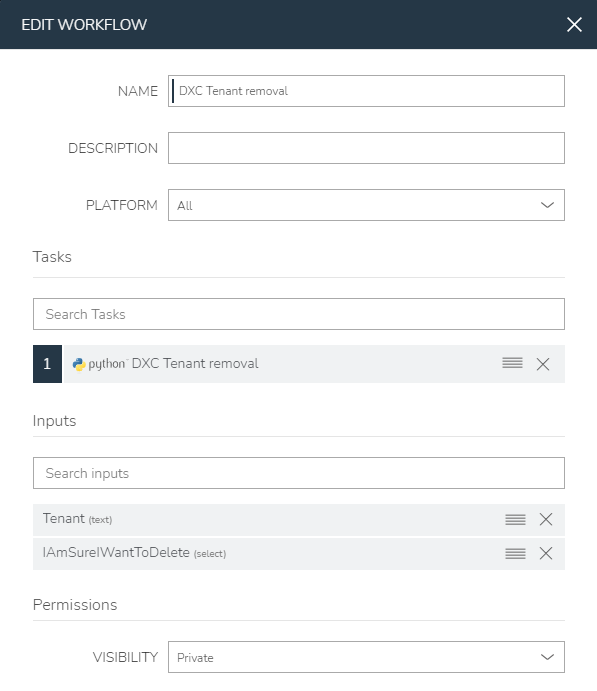 EDIT WORKFLOW
NAME DXC Tenant removal
DESCRIPTION
PLATFORM All
Tasks
Search Tasks
1 python DXC Tenant removal
Inputs
Search inputs
Tenant (text)
IAmSureIWantToDelete (select)
Permissions
VISIBILITY Private